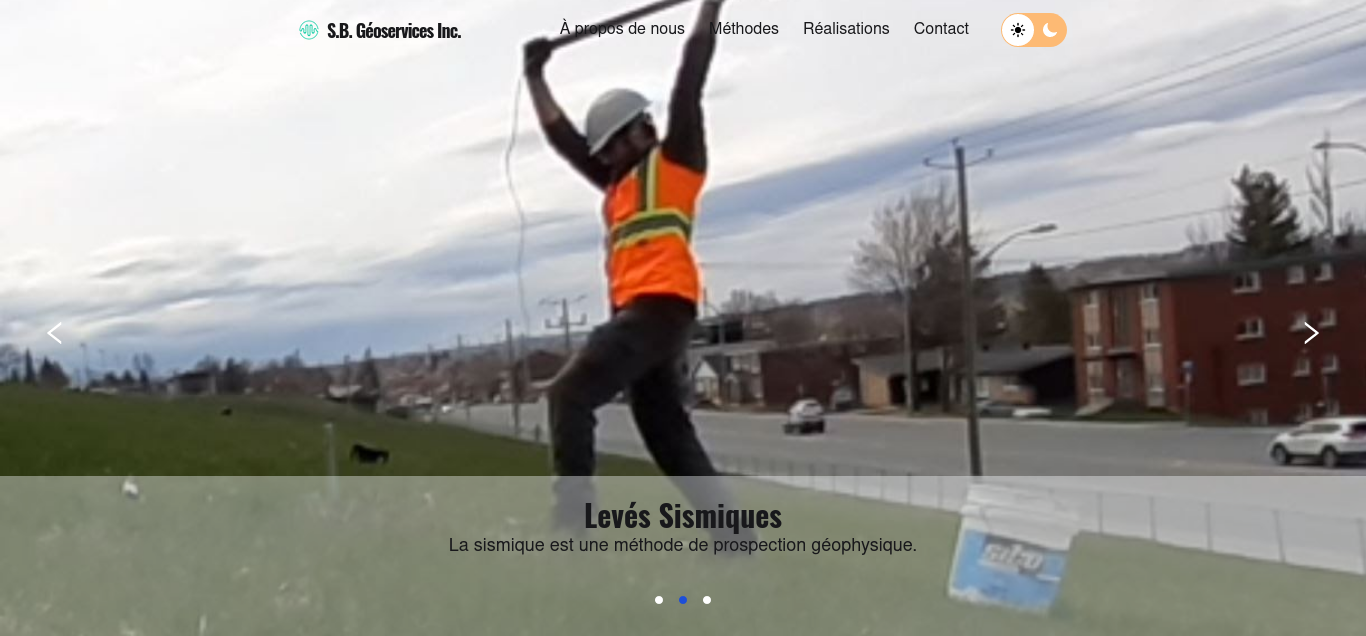 S.B. Géoservices Inc.
À propos de nous Méthodes Réalisations Contact
Levés Sismiques
La sismique est une méthode de prospection géophysique.